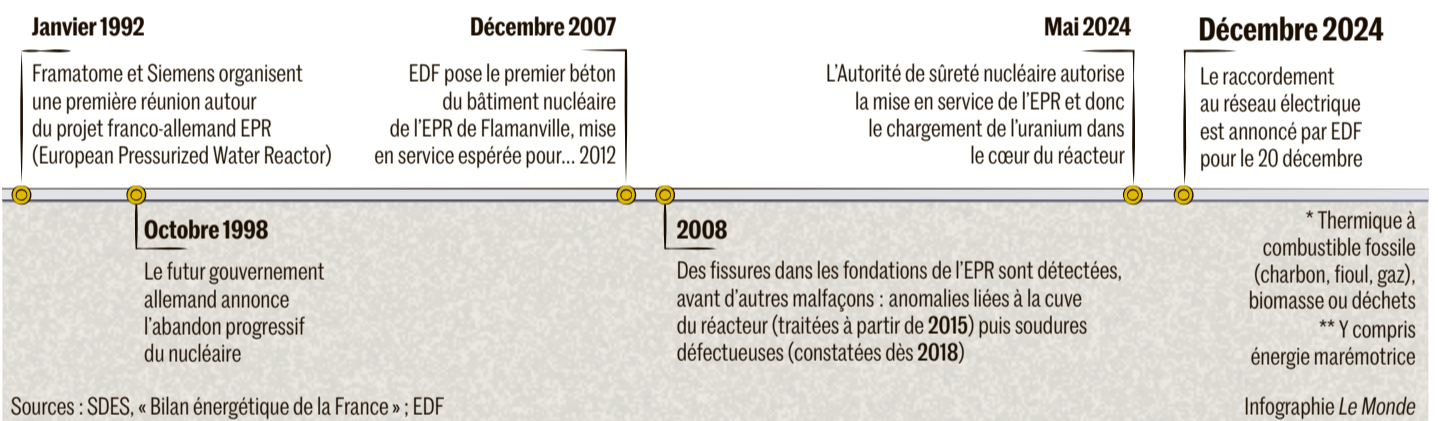 Janvier 1992
Framatome et Siemens organisent
une première réunion autour
du projet franco-allemand EPR
(European Pressurized Water Reactor)
Décembre 2007
EDF pose le premier béton
du bâtiment nucléaire
de l’EPR de Flamanville, mise
en service espérée pour... 2012
Mai 2024
L’Autorité de sûreté nucléaire autorise
la mise en service de l’EPR et donc
le chargement de l’uranium dans
le cœur du réacteur
Décembre 2024
Le raccordement
au réseau électrique
est annoncé par EDF
pour le 20 décembre
Octobre 1998
Le futur gouvernement
allemand annonce
l’abandon progressif
du nucléaire
2008
Des fissures dans les fondations de l’EPR sont détectées,
avant d’autres malfaçons : anomalies liées à la cuve
du réacteur (traitées à partir de 2015) puis soudures
défectueuses (constatées dès 2018)
* Thermique à
combustible fossile
(charbon, fioul, gaz),
biomasse ou déchets
** Y compris
énergie marémotrice
Sources : SDES, « Bilan énergétique de la France » ; EDF
Infographie Le Monde